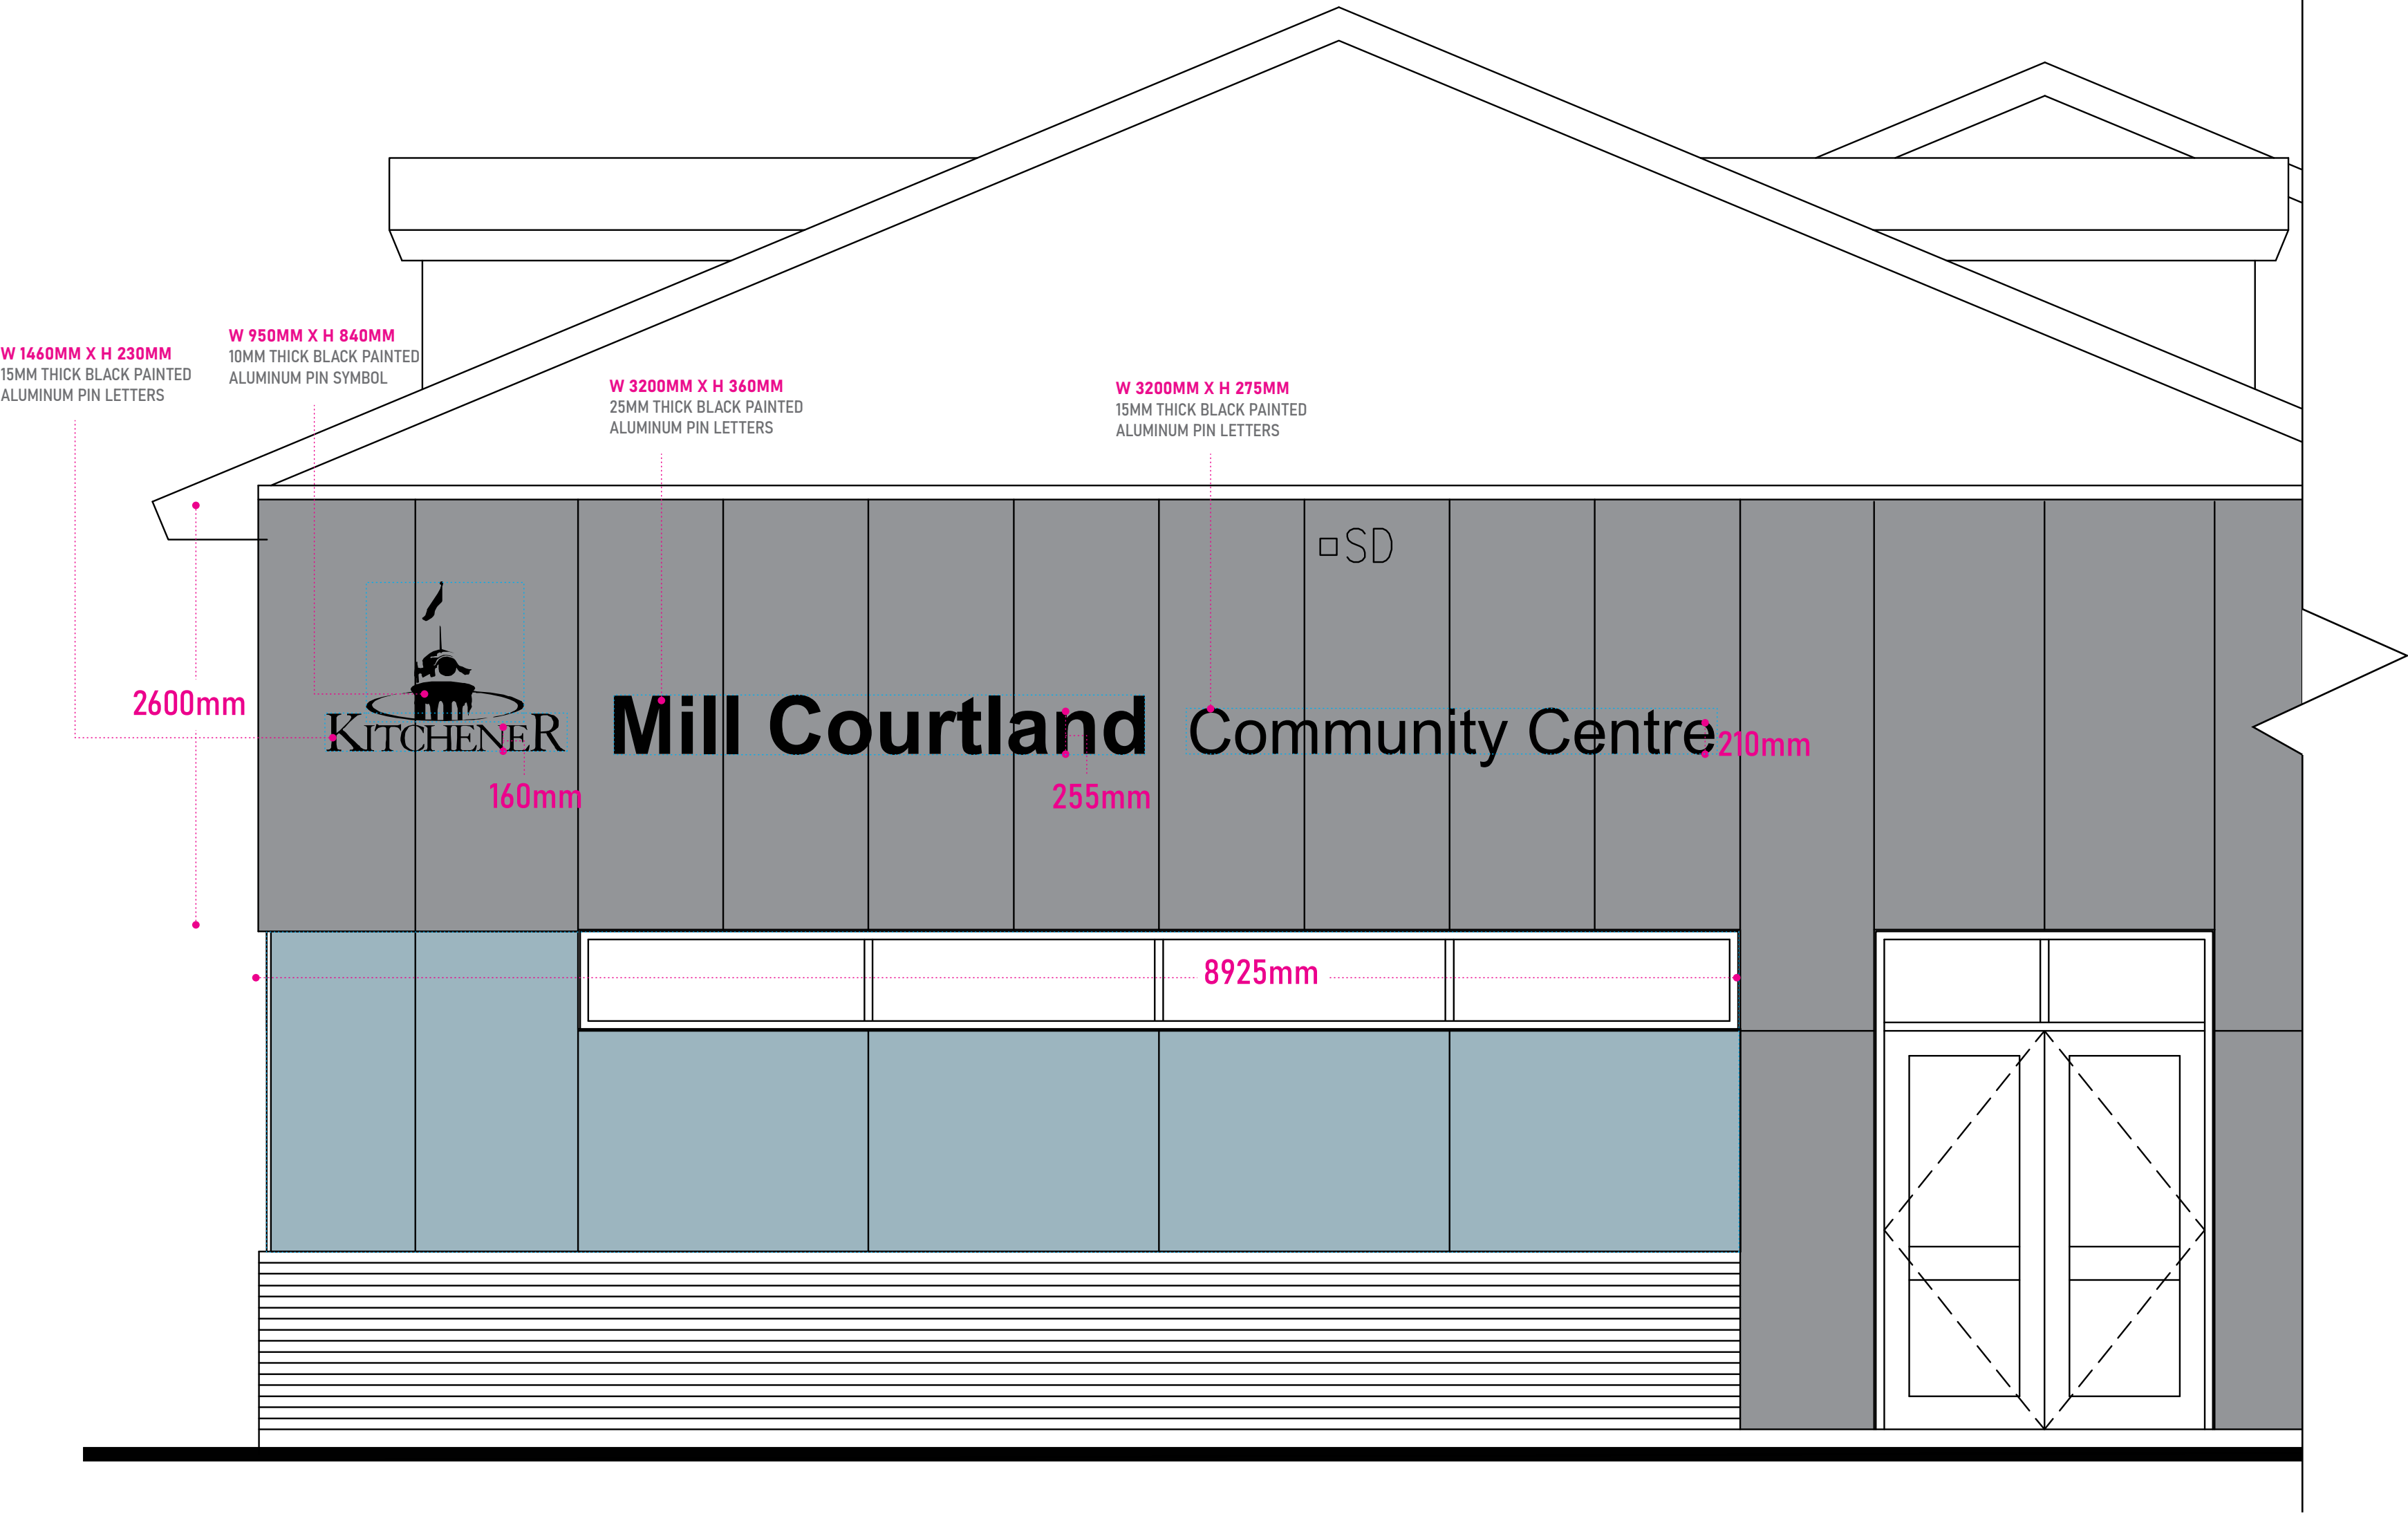 W 950MM X H 840MM
10MM THICK BLACK PAINTED
ALUMINUM PIN SYMBOL
W 1460MM X H 230MM
15MM THICK BLACK PAINTED
ALUMINUM PIN LETTERS
W 3200MM X H 360MM
25MM THICK BLACK PAINTED
ALUMINUM PIN LETTERS
W 3200MM X H 275MM
15MM THICK BLACK PAINTED
ALUMINUM PIN LETTERS
SD
2600mm
KITCHENER
Mill Courtland
Community Centre
210mm
160mm
255mm
8925mm